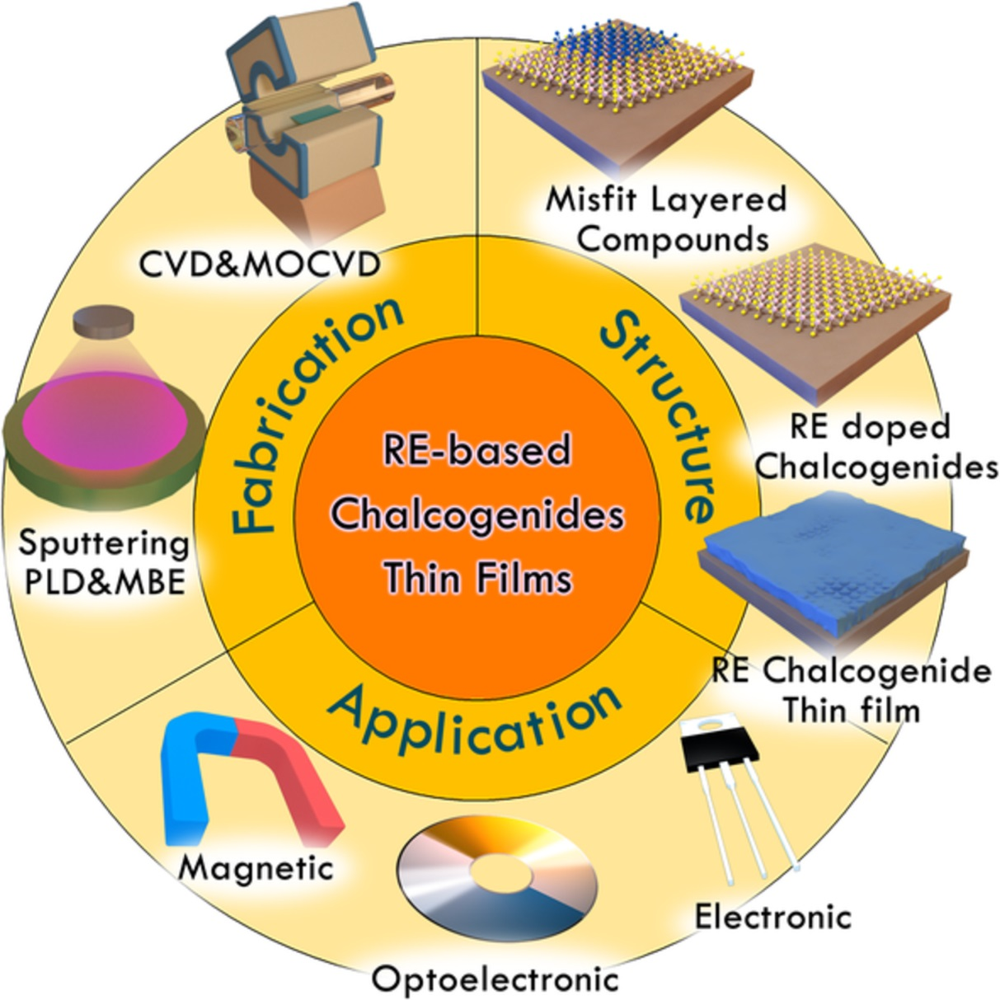 RE-based
Chalcogenides
Thin Films
Fabrication
CVD&MOCVD
Sputtering
PLD&MBE
Structure
Misfit Layered
Compounds
RE doped
Chalcogenides
RE Chalcogenide
Thin film
Application
Magnetic
Optoelectronic
Electronic